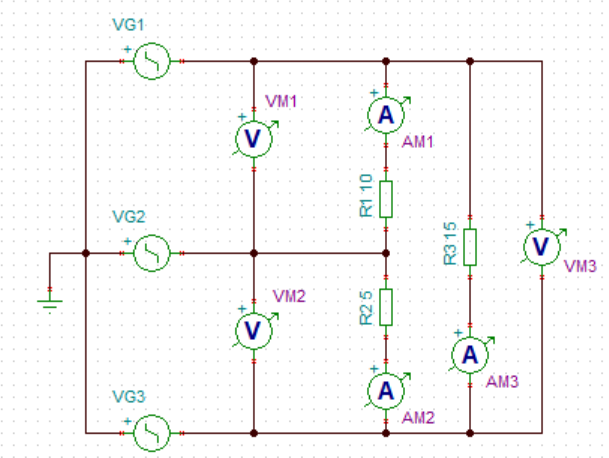 VG1
+
VM1
+
V
+
A
AM1
R1 10
VG2
+
R3 15
+
V
VM3
VM2
+
V
R2 5
+
A
AM3
VG3
+
+
A
AM2